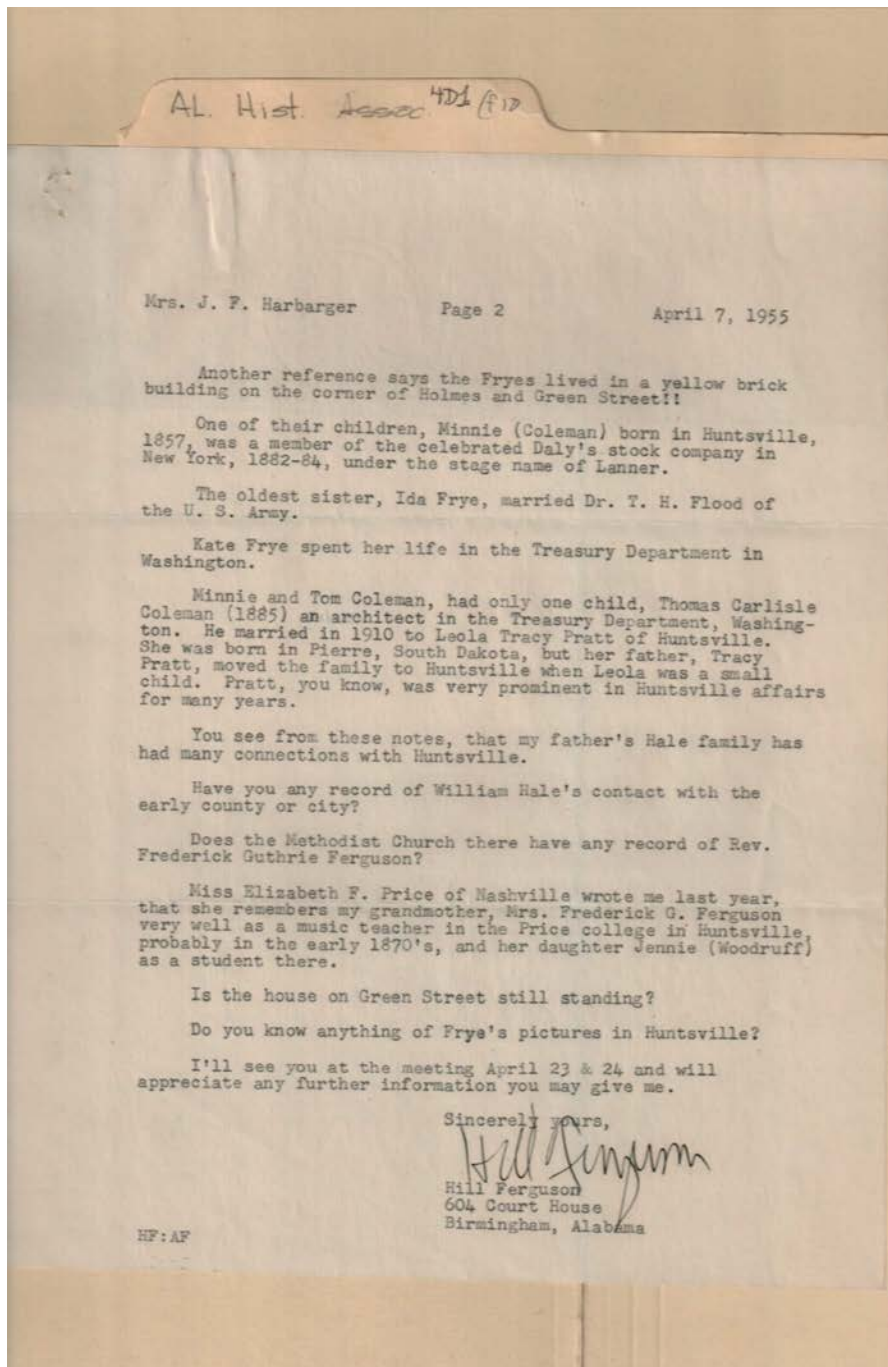 AL. Hist. Assoc 4D1 (f10
Mrs. J. F. Harbarger Page 2 April 7, 1955
Another reference says the Fryes lived in a yellow brick
building on the corner of Holmes and Green Street!!
One of their children, Minnie (Coleman) born in Huntsville,
1857, was a member of the celebrated Daly's stock company in
New York, 1882-84, under the stage name of Lanner.
The oldest sister, Ida Frye, married Dr. T. H. Flood of
the U. S. Army.
Kate Frye spent her life in the Treasury Department in
Washington.
Minnie and Tom Coleman, had only one child, Thomas Carlisle
Coleman (1885) an architect in the Treasury Department, Washing-
ton. He married in 1910 to Leola Tracy Pratt of Huntsville.
She was born in Pierre, South Dakota, but her father, Tracy
Pratt, moved the family to Huntsville when Leola was a small
child. Pratt, you know, was very prominent in Huntsville affairs
for many years.
You see from these notes, that my father's Hale family has
had many connections with Huntsville.
Have you any record of William Hale's contact with the
early county or city?
Does the Methodist Church there have any record of Rev.
Frederick Guthrie Ferguson?
Miss Elizabeth F. Price of Nashville wrote me last year,
that she remembers my grandmother, Mrs. Frederick G. Ferguson
very well as a music teacher in the Price college in Huntsville,
probably in the early 1870's, and her daughter Jennie (Woodruff)
as a student there.
Is the house on Green Street still standing?
Do you know anything of Frye's pictures in Huntsville?
I'll see you at the meeting April 23 & 24 and will
appreciate any further information you may give me.
Sincerely yours,
Hill Ferguson
Hill Ferguson
604 Court House
Birmingham, Alabama
HF:AF